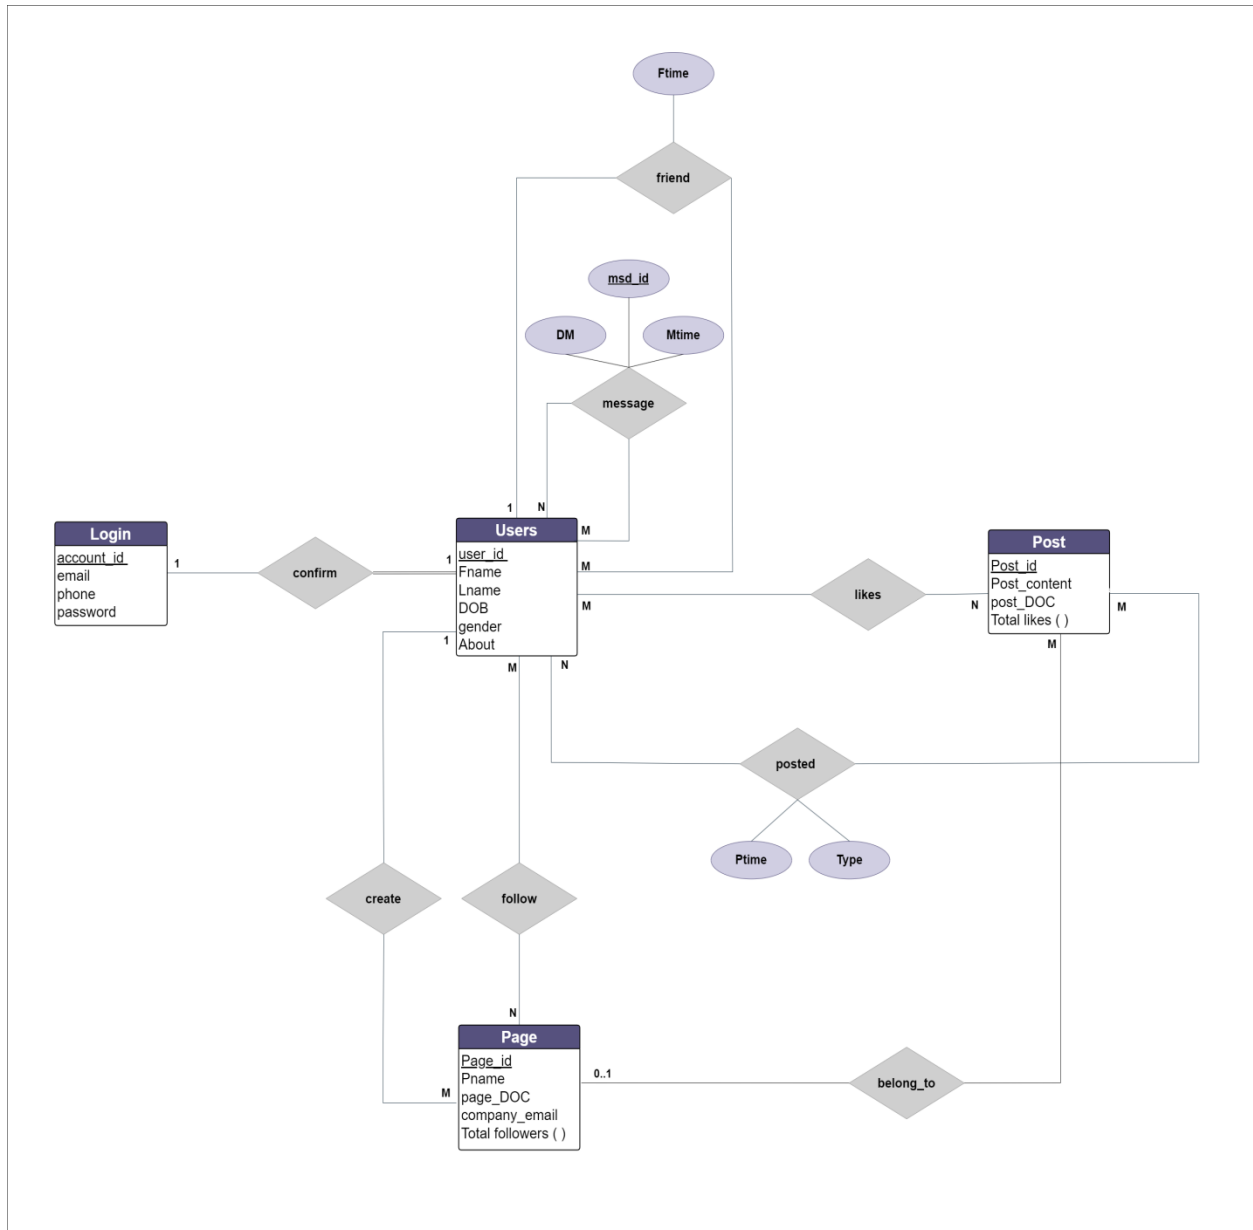 Ftime
friend
msd_id
DM
Mtime
message
1
N
M
M
M
Login
account_id
email
phone
password
1
confirm
1
Users
user_id
Fname
Lname
DOB
gender
About
likes
N
Post
Post_id
Post_content
post_DOC
Total likes ( )
M
M
1
M
N
posted
Ptime
Type
create
follow
N
M
Page
Page_id
Pname
page_DOC
company_email
Total followers ( )
0..1
belong_to